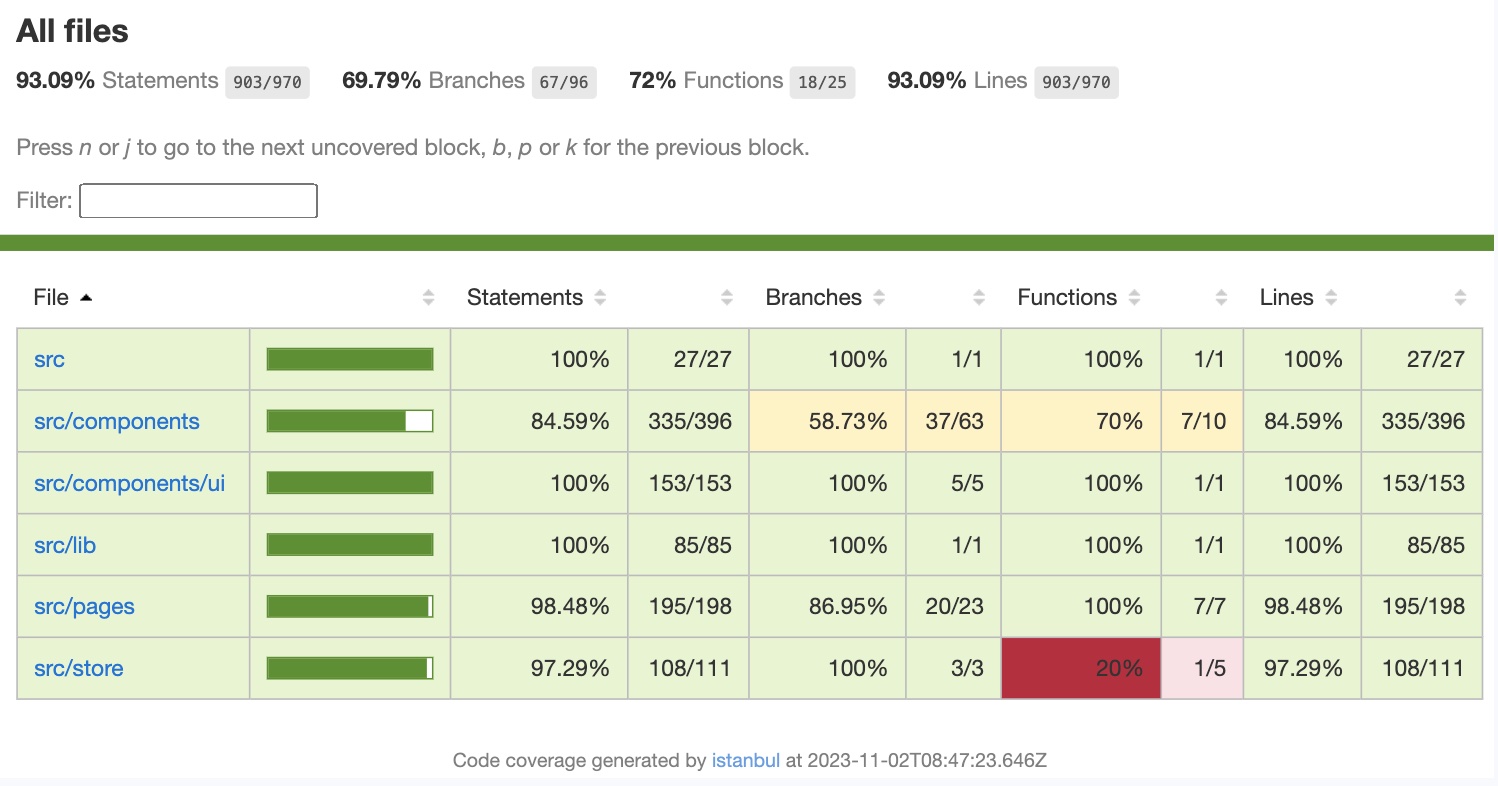 All files
93.09% Statements 903/970 69.79% Branches 67/96 72% Functions 18/25 93.09% Lines 903/970
Press n or j to go to the next uncovered block, b, p or k for the previous block.
Filter:
File Statements Branches Functions Lines
src 100% 27/27 100% 1/1 100% 1/1 100% 27/27
src/components 84.59% 335/396 58.73% 37/63 70% 7/10 84.59% 335/396
src/components/ui 100% 153/153 100% 5/5 100% 1/1 100% 153/153
src/lib 100% 85/85 100% 1/1 100% 1/1 100% 85/85
src/pages 98.48% 195/198 86.95% 20/23 100% 7/7 98.48% 195/198
src/store 97.29% 108/111 100% 3/3 20% 1/5 97.29% 108/111
Code coverage generated by istanbul at 2023-11-02T08:47:23.646Z